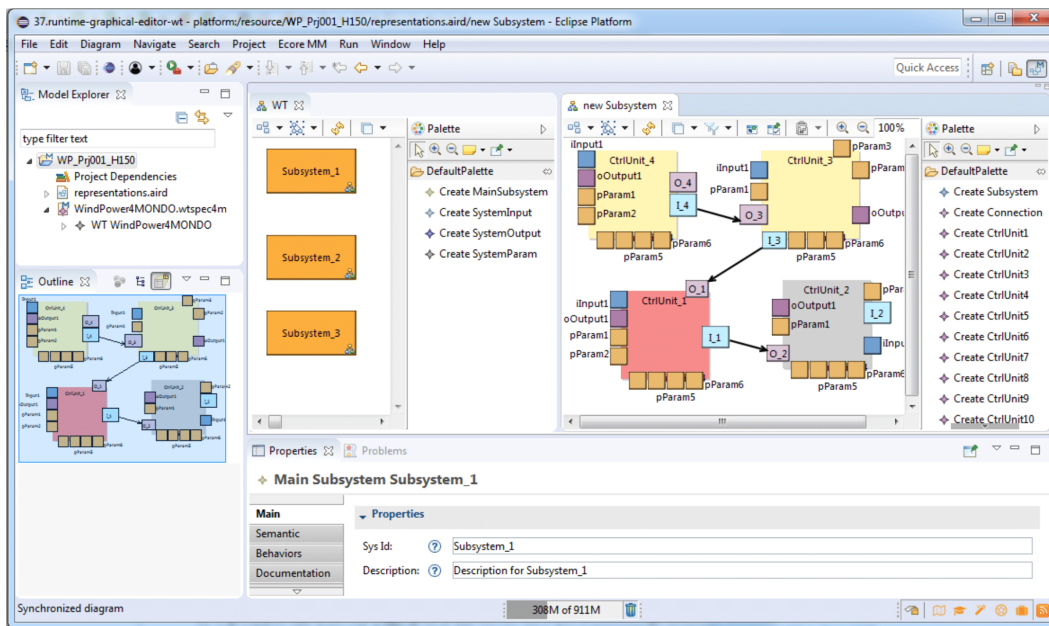 37.runtime-graphical-editor-wt - platform:/resource/WP_Prj001_H150/representations.aird/new Subsystem - Eclipse Platform
File Edit Diagram Navigate Search Project Ecore MM Run Window Help
Quick Access
Model Explorer
type filter text
WP_Prj001_H150
Project Dependencies
representations.aird
WindPower4MONDO.wtspec4m
WT WindPower4MONDO
Outline
WT
Subsystem_1
Subsystem_2
Subsystem_3
Palette
DefaultPalette
Create MainSubsystem
Create SystemInput
Create SystemOutput
Create SystemParam
new Subsystem
100%
iInput1
CtrlUnit_4
oOutput1
O_4
pParam1
I_4
pParam2
pParam6
pParam5
pParam3
CtrlUnit_3
iInput1
pParam
pParam1
O_3
oOutpu
I_3
pParam6
pParam5
O_1
iInput1
CtrlUnit_1
oOutput1
pParam1
I_1
pParam2
pParam6
pParam5
CtrlUnit_2
pPar
oOutput1
I_2
pParam1
iInpu
O_2
pParam6
pParam5
Palette
DefaultPalette
Create Subsystem
Create Connection
Create CtrlUnit1
Create CtrlUnit2
Create CtrlUnit3
Create CtrlUnit4
Create CtrlUnit5
Create CtrlUnit6
Create CtrlUnit7
Create CtrlUnit8
Create CtrlUnit9
Create CtrlUnit10
Properties Problems
Main Subsystem Subsystem_1
Main
Semantic
Behaviors
Documentation
Properties
Sys Id: Subsystem_1
Description: Description for Subsystem_1
Synchronized diagram
308M of 911M